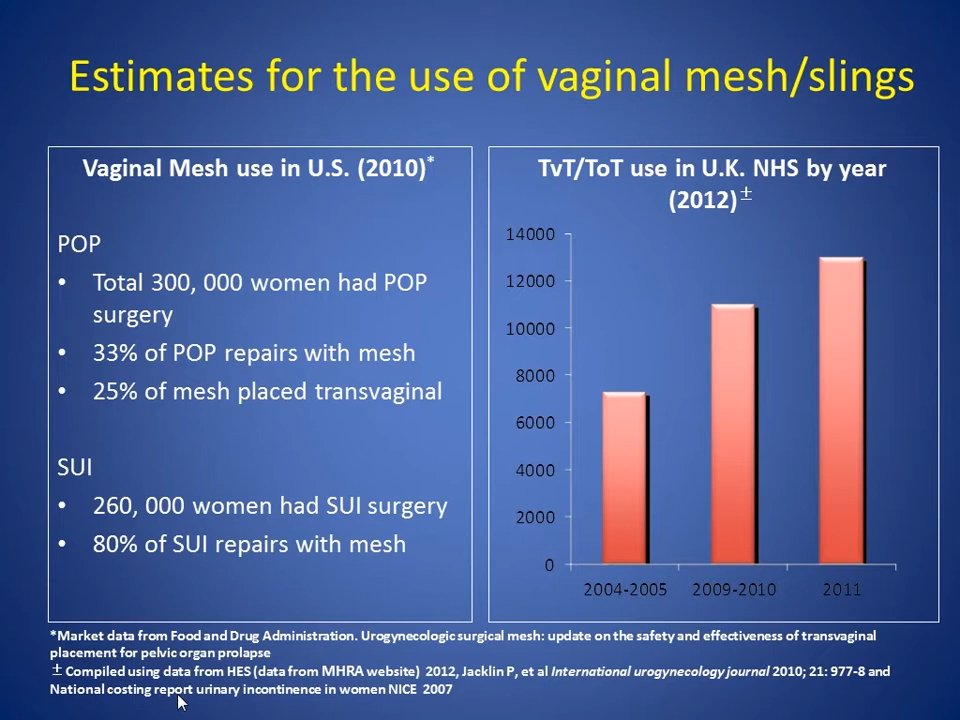 Estimates for the use of vaginal mesh/slings
Vaginal Mesh use in U.S. (2010)*
POP
• Total 300, 000 women had POP
surgery
• 33% of POP repairs with mesh
• 25% of mesh placed transvaginal
SUI
• 260, 000 women had SUI surgery
• 80% of SUI repairs with mesh
TvT/ToT use in U.K. NHS by year
(2012)±
14000
12000
10000
8000
6000
4000
2000
0
2004-2005 2009-2010 2011
*Market data from Food and Drug Administration. Urogynecologic surgical mesh: update on the safety and effectiveness of transvaginal
placement for pelvic organ prolapse
± Compiled using data from HES (data from MHRA website) 2012, Jacklin P, et al International urogynecology journal 2010; 21: 977-8 and
National costing report urinary incontinence in women NICE 2007